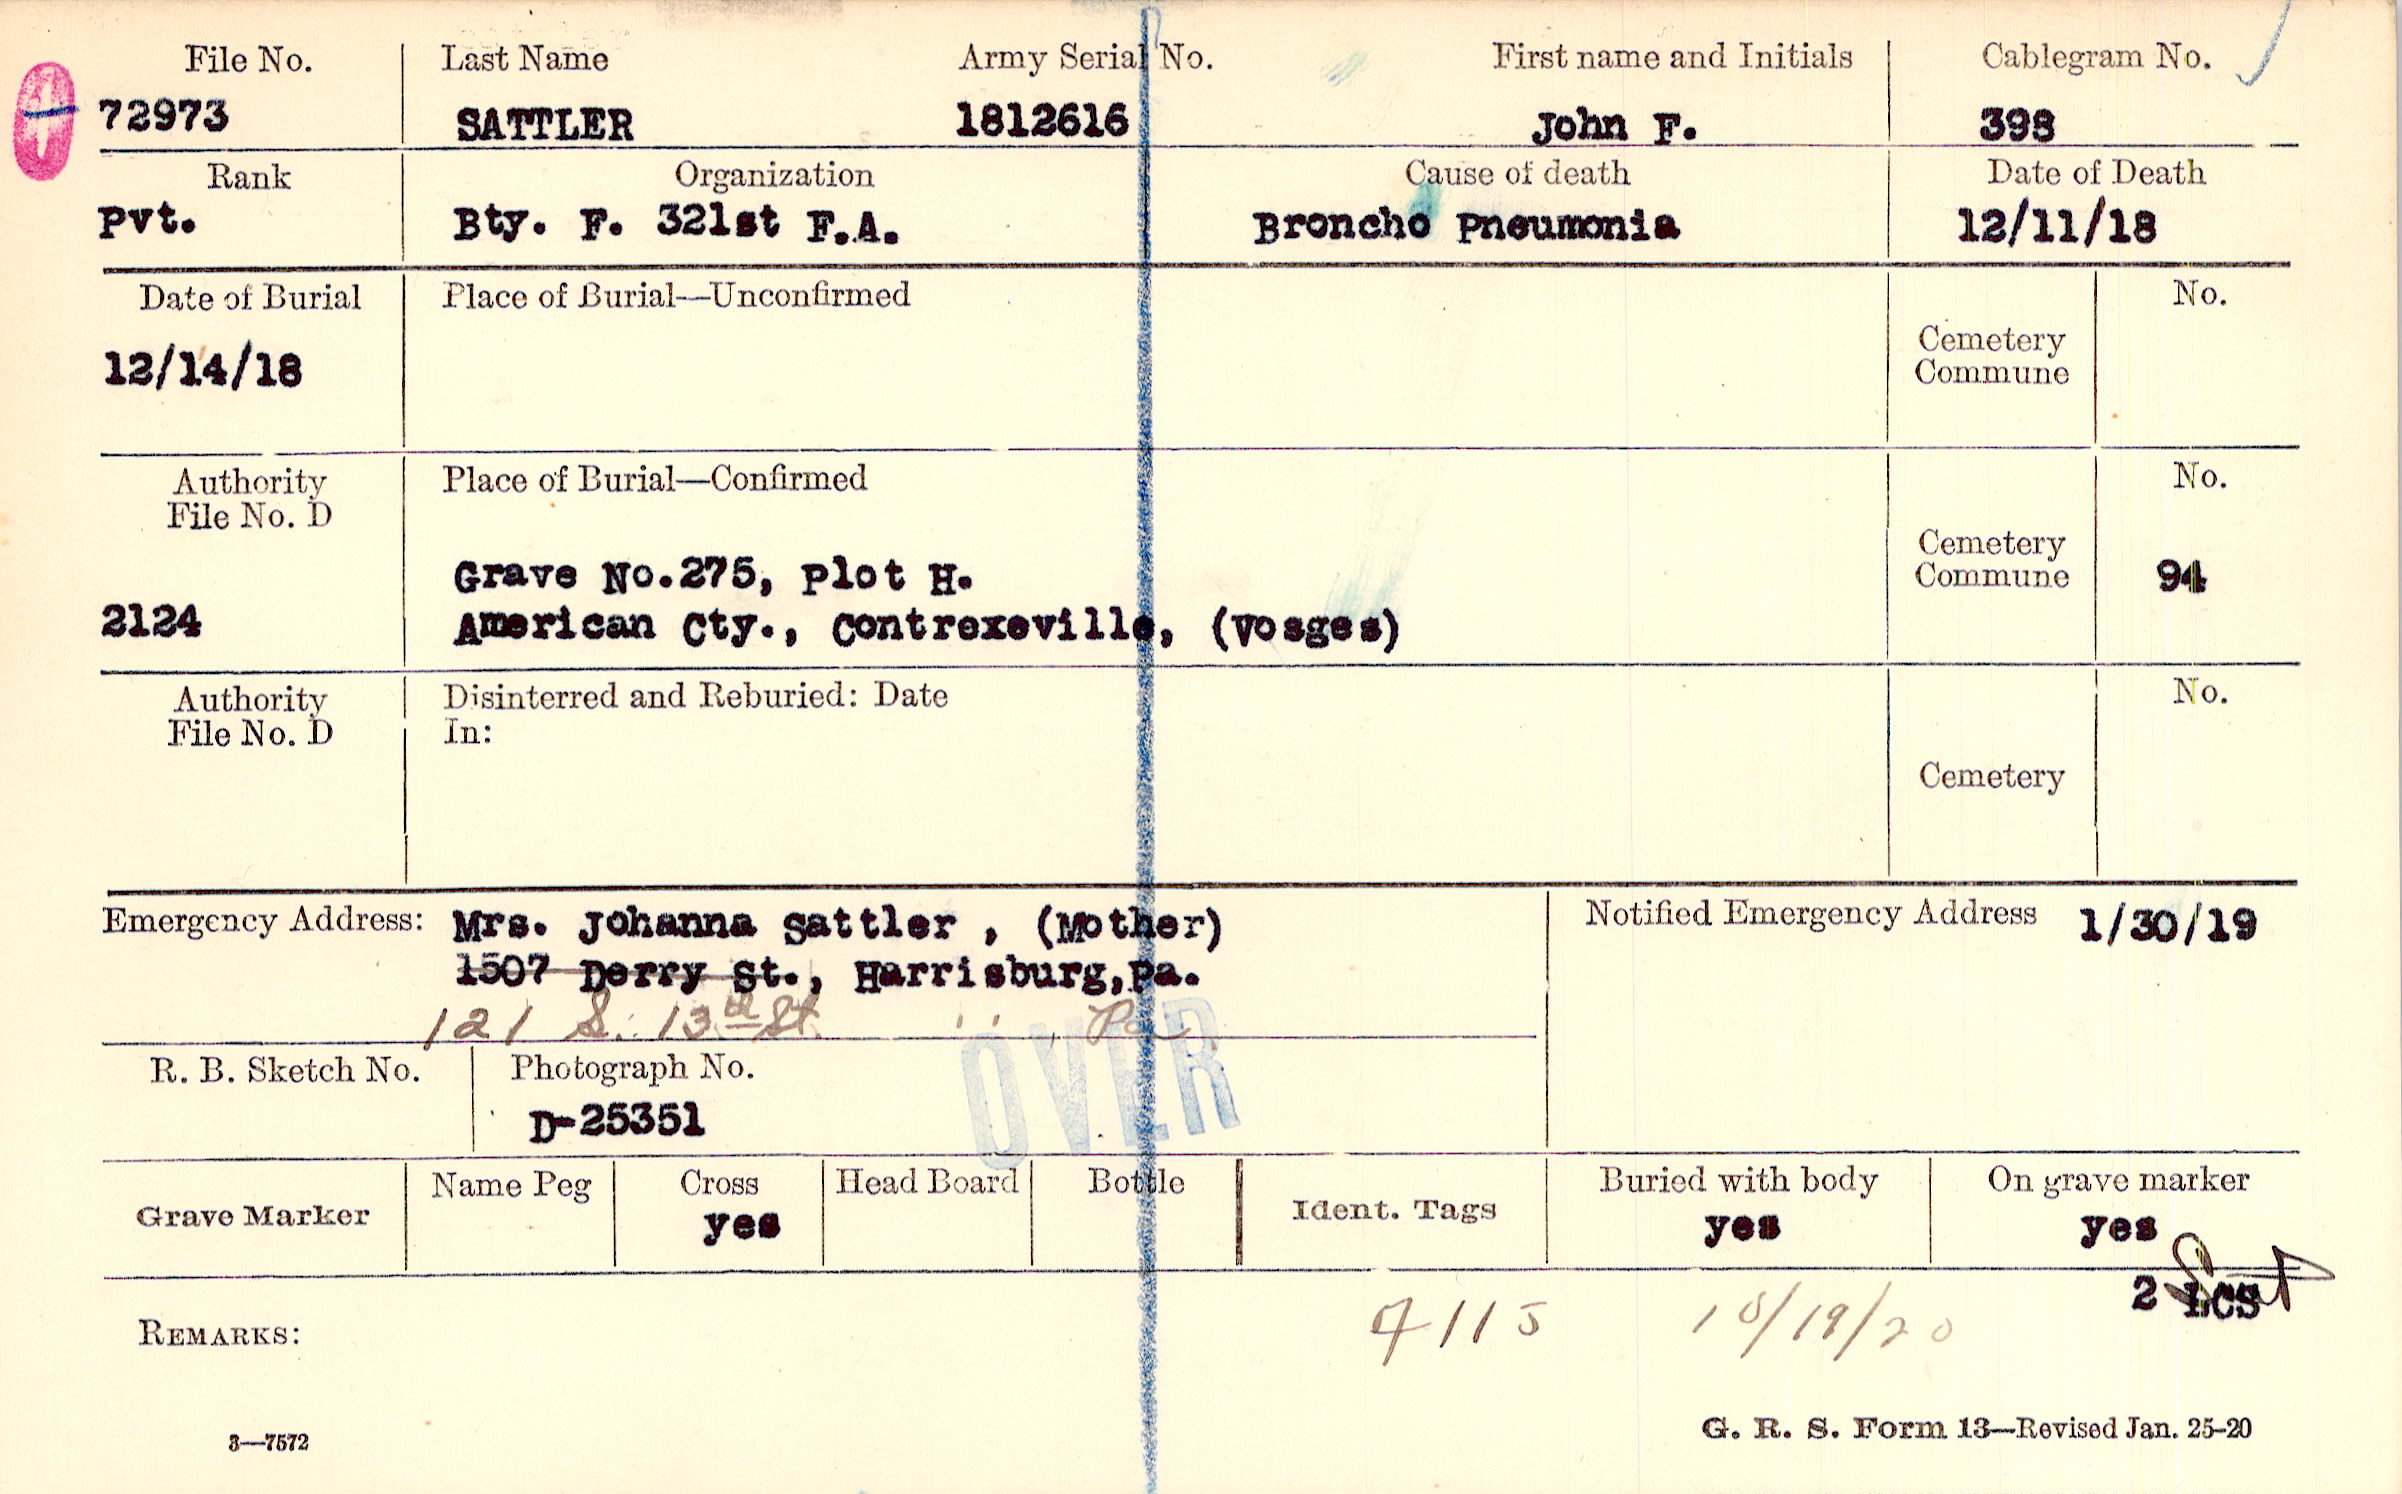 File No. Last Name Army Serial No. First name and Initials Cablegram No.
72973 SATTLER 1812616 John F. 398
Rank Organization Cause of death Date of Death
Pvt. Bty. F. 321st F.A. Broncho Pneumonia 12/11/18
Date of Burial Place of Burial—Unconfirmed No.
Cemetery
Commune
12/14/18
Authority Place of Burial—Confirmed No.
File No. D
Cemetery
Grave No.275, Plot H. Commune 94
2124 American Cty., Contrexeville, (Vosges)
Authority Disinterred and Reburied: Date No.
File No. D In:
Cemetery
Emergency Address: Mrs. Johanna Sattler , (Mother) Notified Emergency Address 1/30/19
1507 Derry St., Harrisburg,Pa.
121 S. 13th St. " , Pa
OVER
R. B. Sketch No. Photograph No.
D-25351
Grave Marker Name Peg Cross Head Board Bottle Ident. Tags Buried with body On grave marker
yes yes yes
2 LCS
REMARKS: 4115 10/19/20
3—7572 G. R. S. Form 13—Revised Jan. 25-20